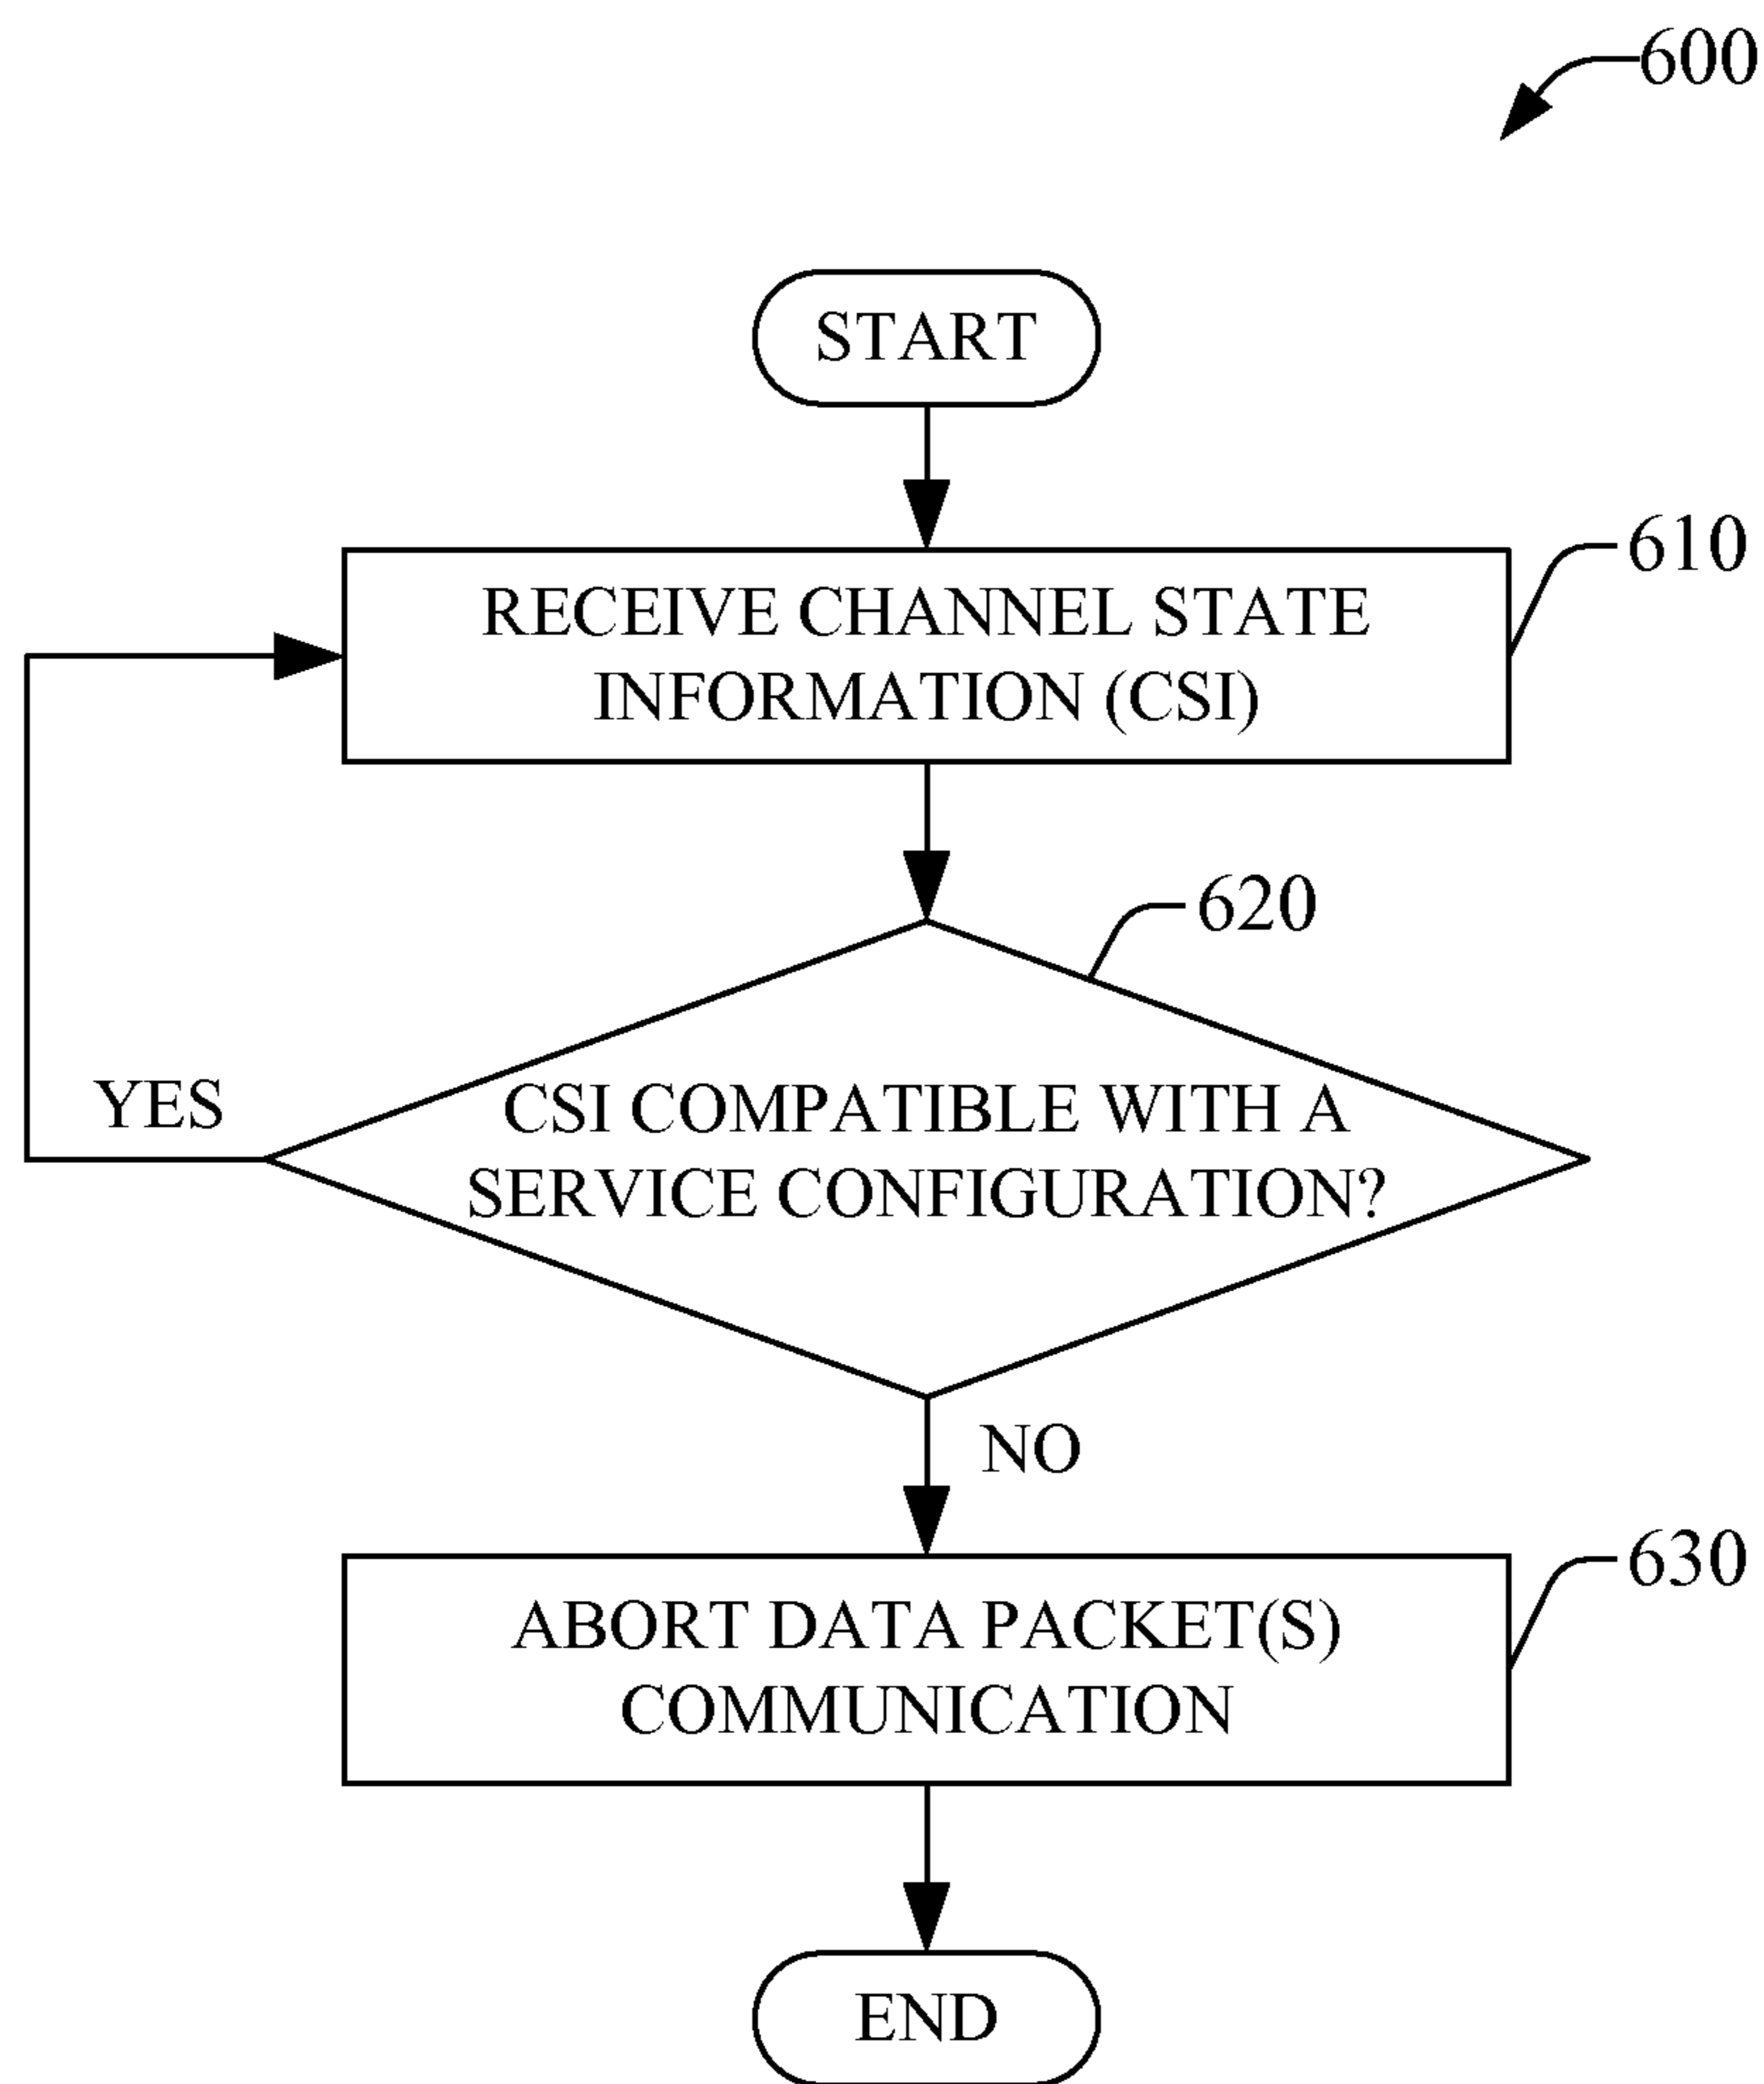 600
START
610
RECEIVE CHANNEL STATE
INFORMATION (CSI)
620
YES
CSI COMPATIBLE WITH A
SERVICE CONFIGURATION?
NO
630
ABORT DATA PACKET(S)
COMMUNICATION
END